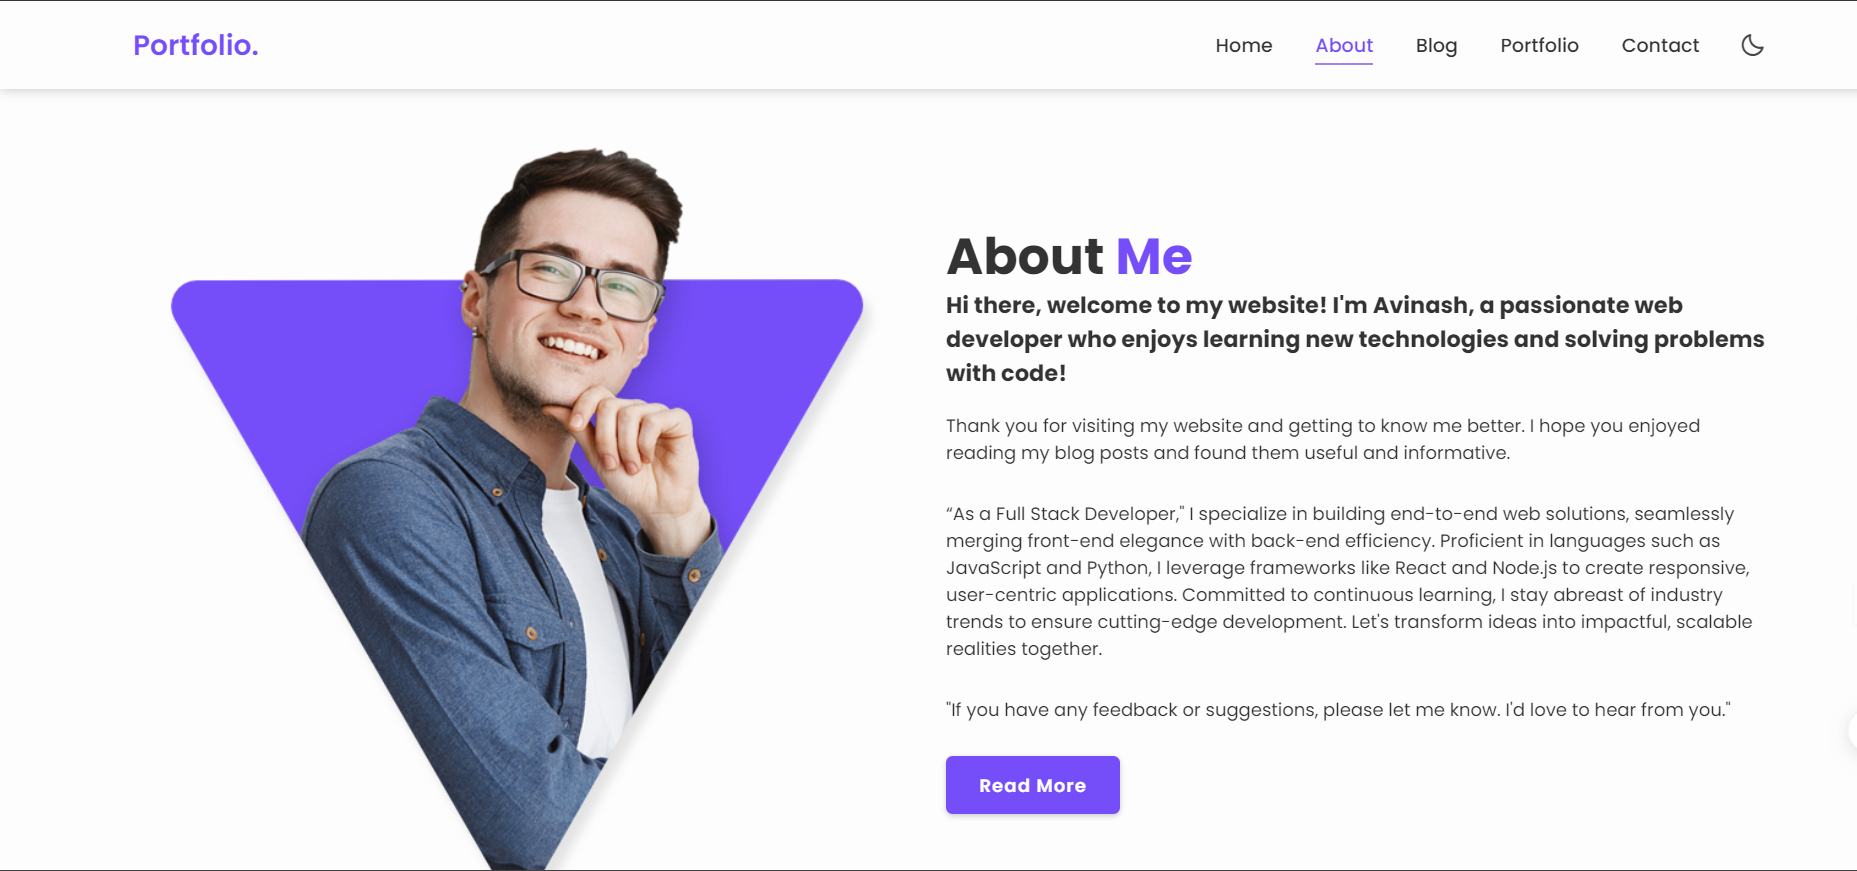 Portfolio.
Home About Blog Portfolio Contact
About Me
Hi there, welcome to my website! I'm Avinash, a passionate web
developer who enjoys learning new technologies and solving problems
with code!
Thank you for visiting my website and getting to know me better. I hope you enjoyed
reading my blog posts and found them useful and informative.
“As a Full Stack Developer," I specialize in building end-to-end web solutions, seamlessly
merging front-end elegance with back-end efficiency. Proficient in languages such as
JavaScript and Python, I leverage frameworks like React and Node.js to create responsive,
user-centric applications. Committed to continuous learning, I stay abreast of industry
trends to ensure cutting-edge development. Let's transform ideas into impactful, scalable
realities together.
"If you have any feedback or suggestions, please let me know. I'd love to hear from you."
Read More